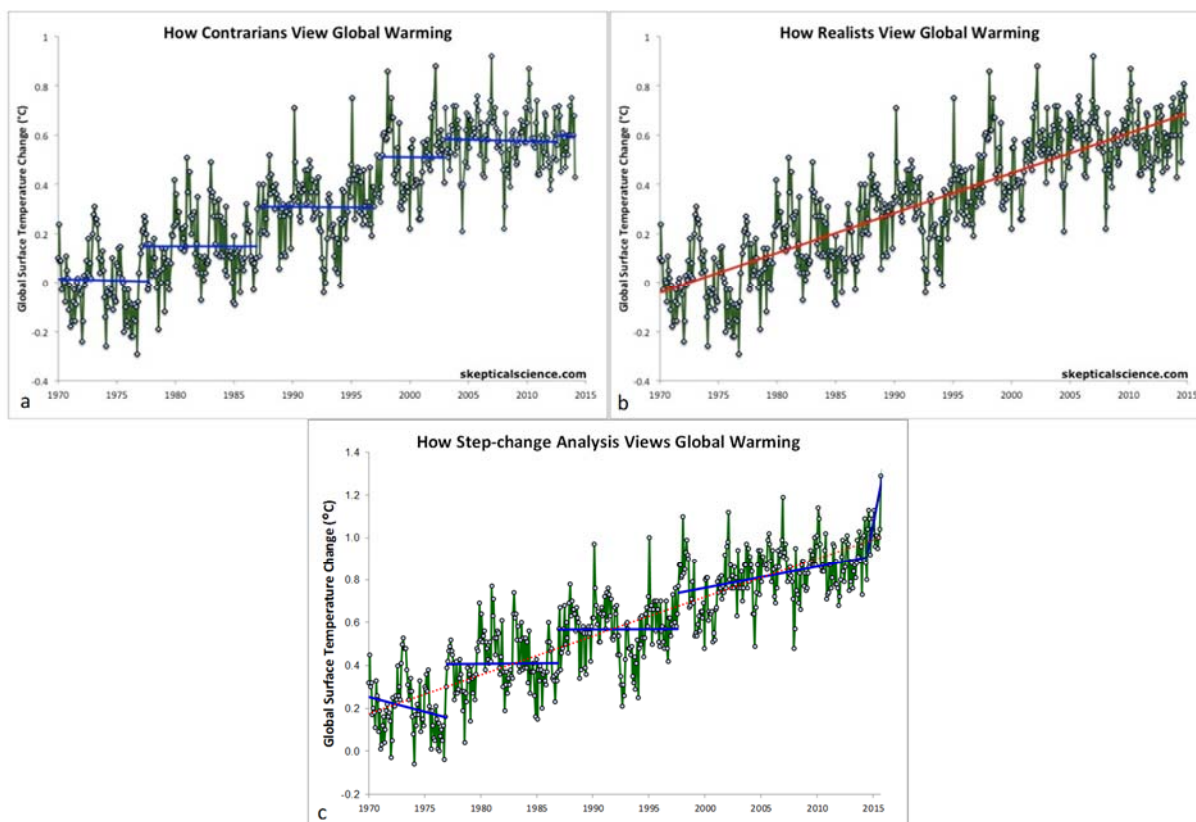 How Contrarians View Global Warming
Global Surface Temperature Change (°C)
1
0.8
0.6
0.4
0.2
0
-0.2
-0.4
1970 1975 1980 1985 1990 1995 2000 2005 2010 2015
skepticalscience.com
a
How Realists View Global Warming
Global Surface Temperature Change (°C)
1
0.8
0.6
0.4
0.2
0
-0.2
-0.4
1970 1975 1980 1985 1990 1995 2000 2005 2010 2015
skepticalscience.com
b
How Step-change Analysis Views Global Warming
Global Surface Temperature Change (°C)
1.4
1.2
1.0
0.8
0.6
0.4
0.2
0.0
-0.2
1970 1975 1980 1985 1990 1995 2000 2005 2010 2015
c